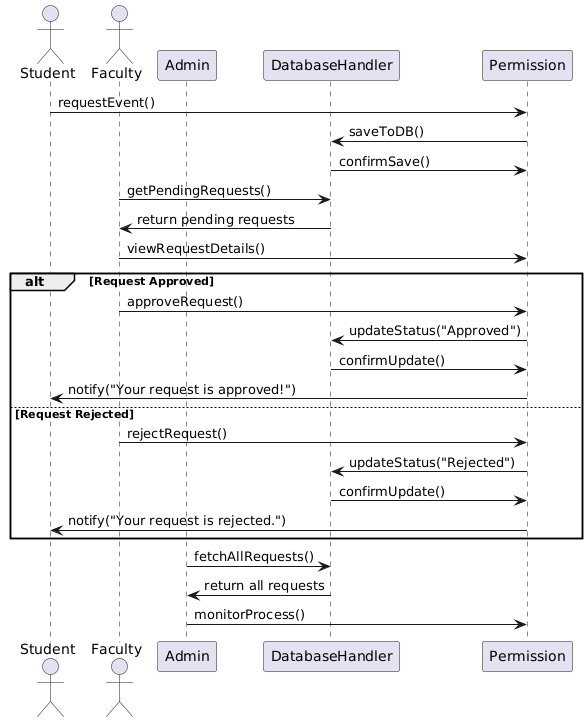 Student
Faculty
Admin
DatabaseHandler
Permission
requestEvent()
saveToDB()
confirmSave()
getPendingRequests()
return pending requests
viewRequestDetails()
alt
[Request Approved]
approveRequest()
updateStatus("Approved")
confirmUpdate()
notify("Your request is approved!")
[Request Rejected]
rejectRequest()
updateStatus("Rejected")
confirmUpdate()
notify("Your request is rejected.")
fetchAllRequests()
return all requests
monitorProcess()
Student
Faculty
Admin
DatabaseHandler
Permission